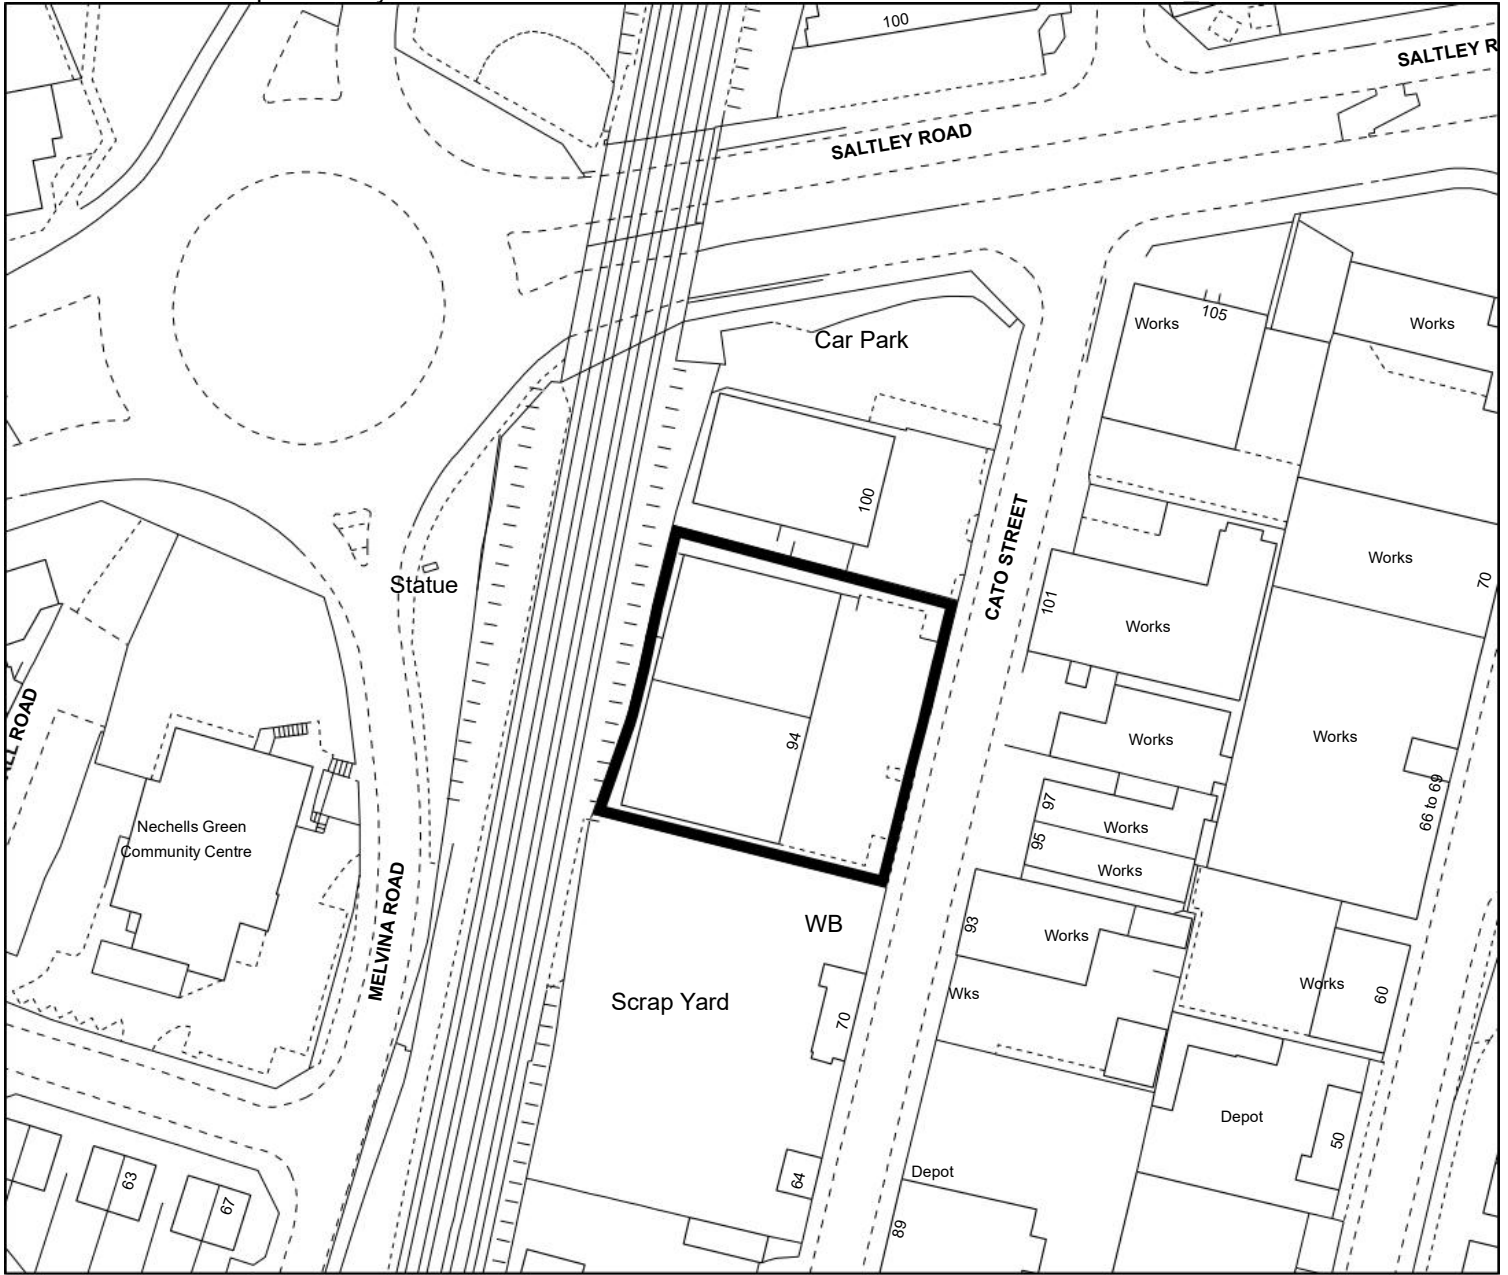 100
SALTLEY R
SALTLEY ROAD
Car Park
Works
105
Works
100
CATO STREET
Works
70
Statue
101
Works
ALL ROAD
94
Works
Works
Nechells Green
Community Centre
97
Works
66 to 69
95
Works
MELVINA ROAD
WB
93
Works
Scrap Yard
Wks
Works
60
70
Depot
50
63
67
64
Depot
89